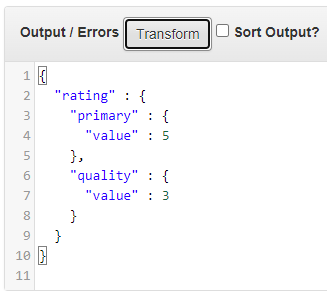 Output / Errors Transform Sort Output?
1 {
2   "rating" : {
3     "primary" : {
4       "value" : 5
5     },
6     "quality" : {
7       "value" : 3
8     }
9   }
10 }
11